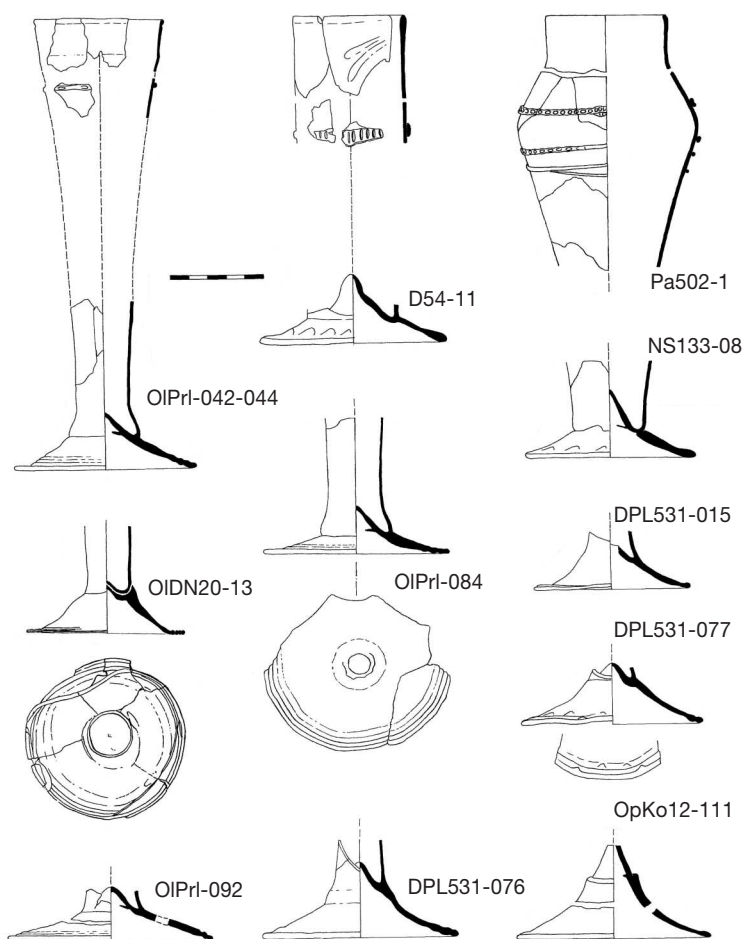 Pa502-1
D54-11
NS133-08
OlPrl-042-044
DPL531-015
OlDN20-13
OlPrl-084
DPL531-077
OpKo12-111
OlPrl-092
DPL531-076